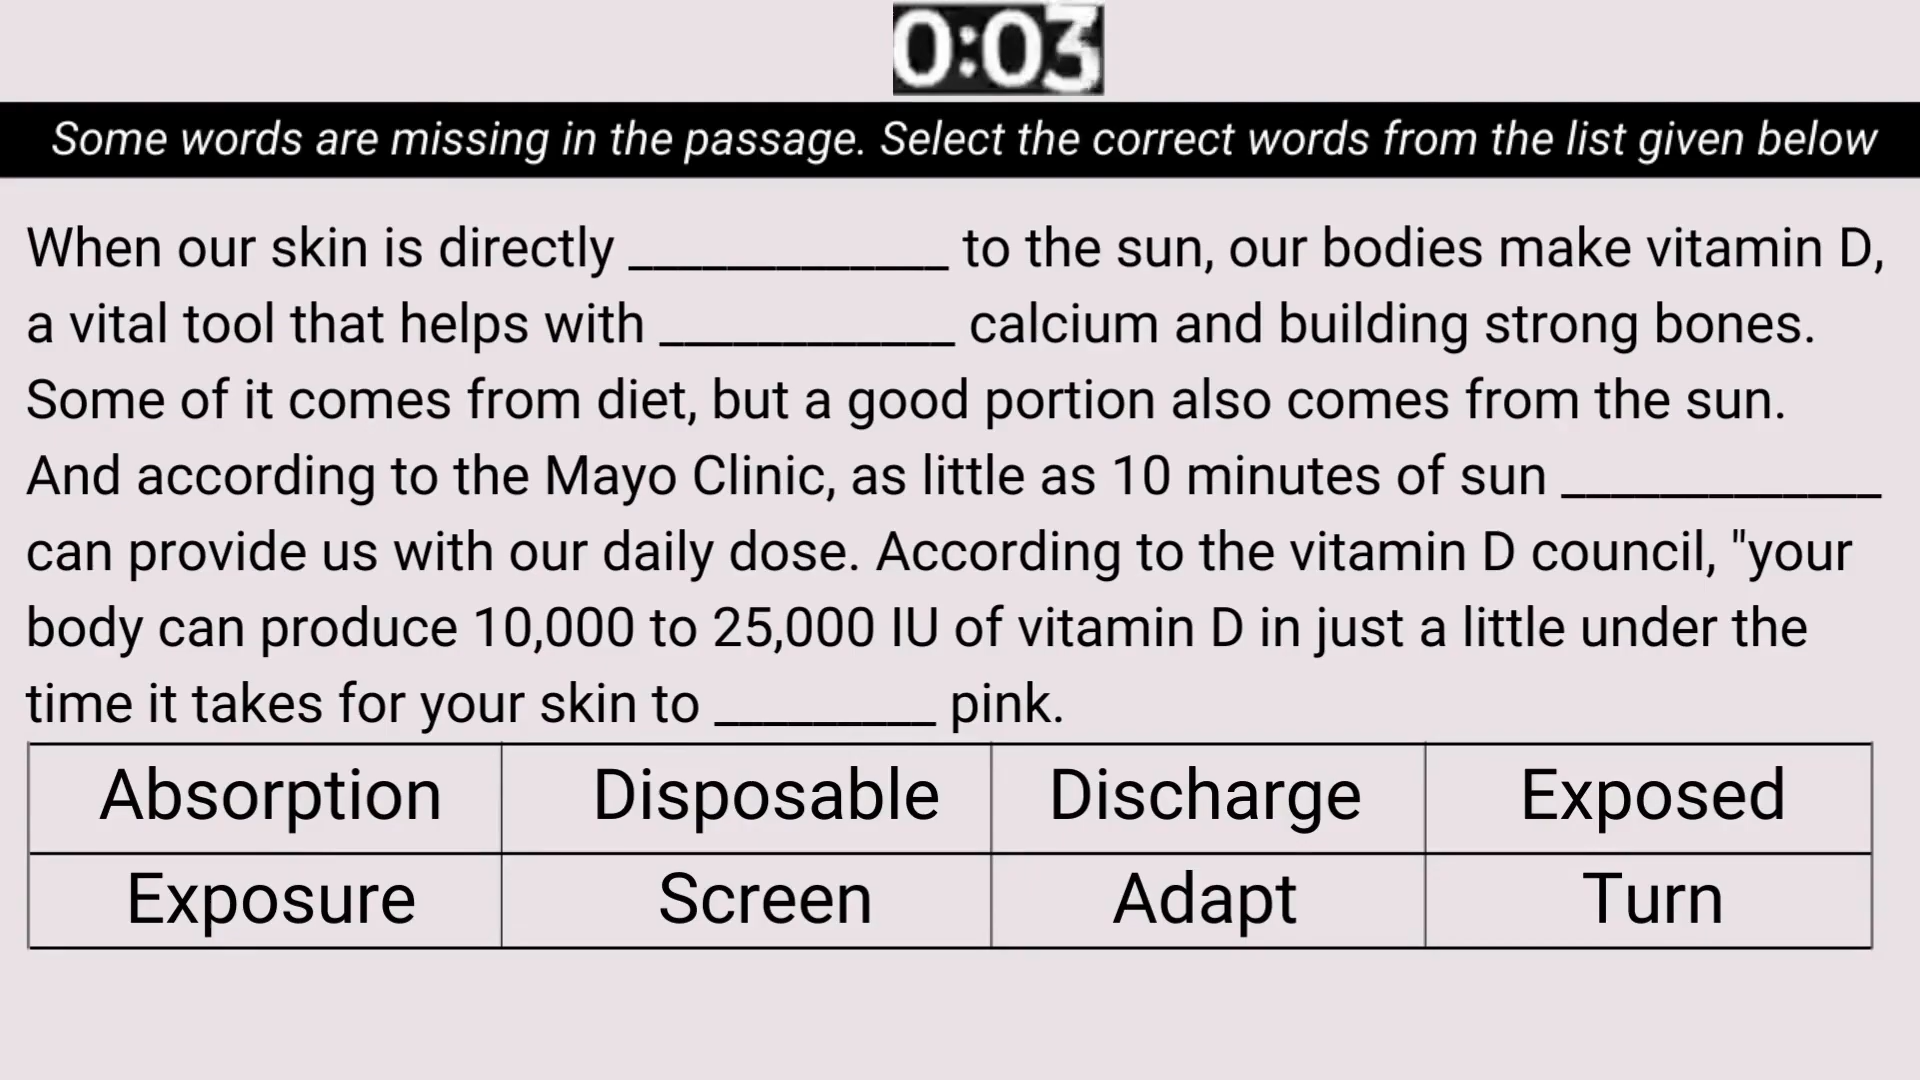 0:03
Some words are missing in the passage. Select the correct words from the list given below
When our skin is directly _____________ to the sun, our bodies make vitamin D,
a vital tool that helps with ____________ calcium and building strong bones.
Some of it comes from diet, but a good portion also comes from the sun.
And according to the Mayo Clinic, as little as 10 minutes of sun _____________
can provide us with our daily dose. According to the vitamin D council, "your
body can produce 10,000 to 25,000 IU of vitamin D in just a little under the
time it takes for your skin to _________ pink.
Absorption Disposable Discharge Exposed
Exposure Screen Adapt Turn